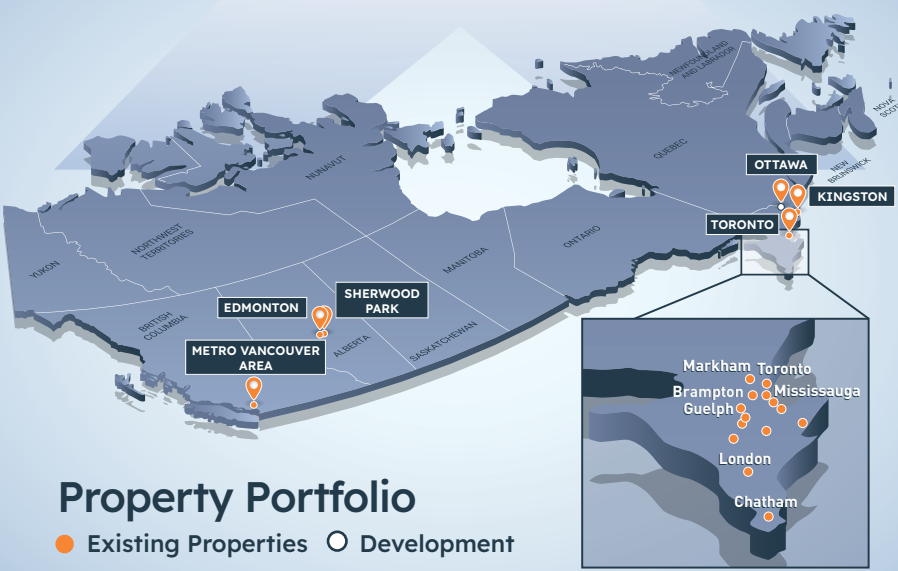 NEWFOUNDLAND
AND LABRADOR
NOVA
SCOT
QUEBEC
NEW
BRUNSWICK
OTTAWA
KINGSTON
TORONTO
NUNAVUT
NORTHWEST
TERRITORIES
YUKON
MANITOBA
ONTARIO
BRITISH
COLUMBIA
EDMONTON
SHERWOOD
PARK
ALBERTA
SASKATCHEWAN
METRO VANCOUVER
AREA
Markham
Toronto
Brampton
Mississauga
Guelph
London
Chatham
Property Portfolio
Existing Properties
Development